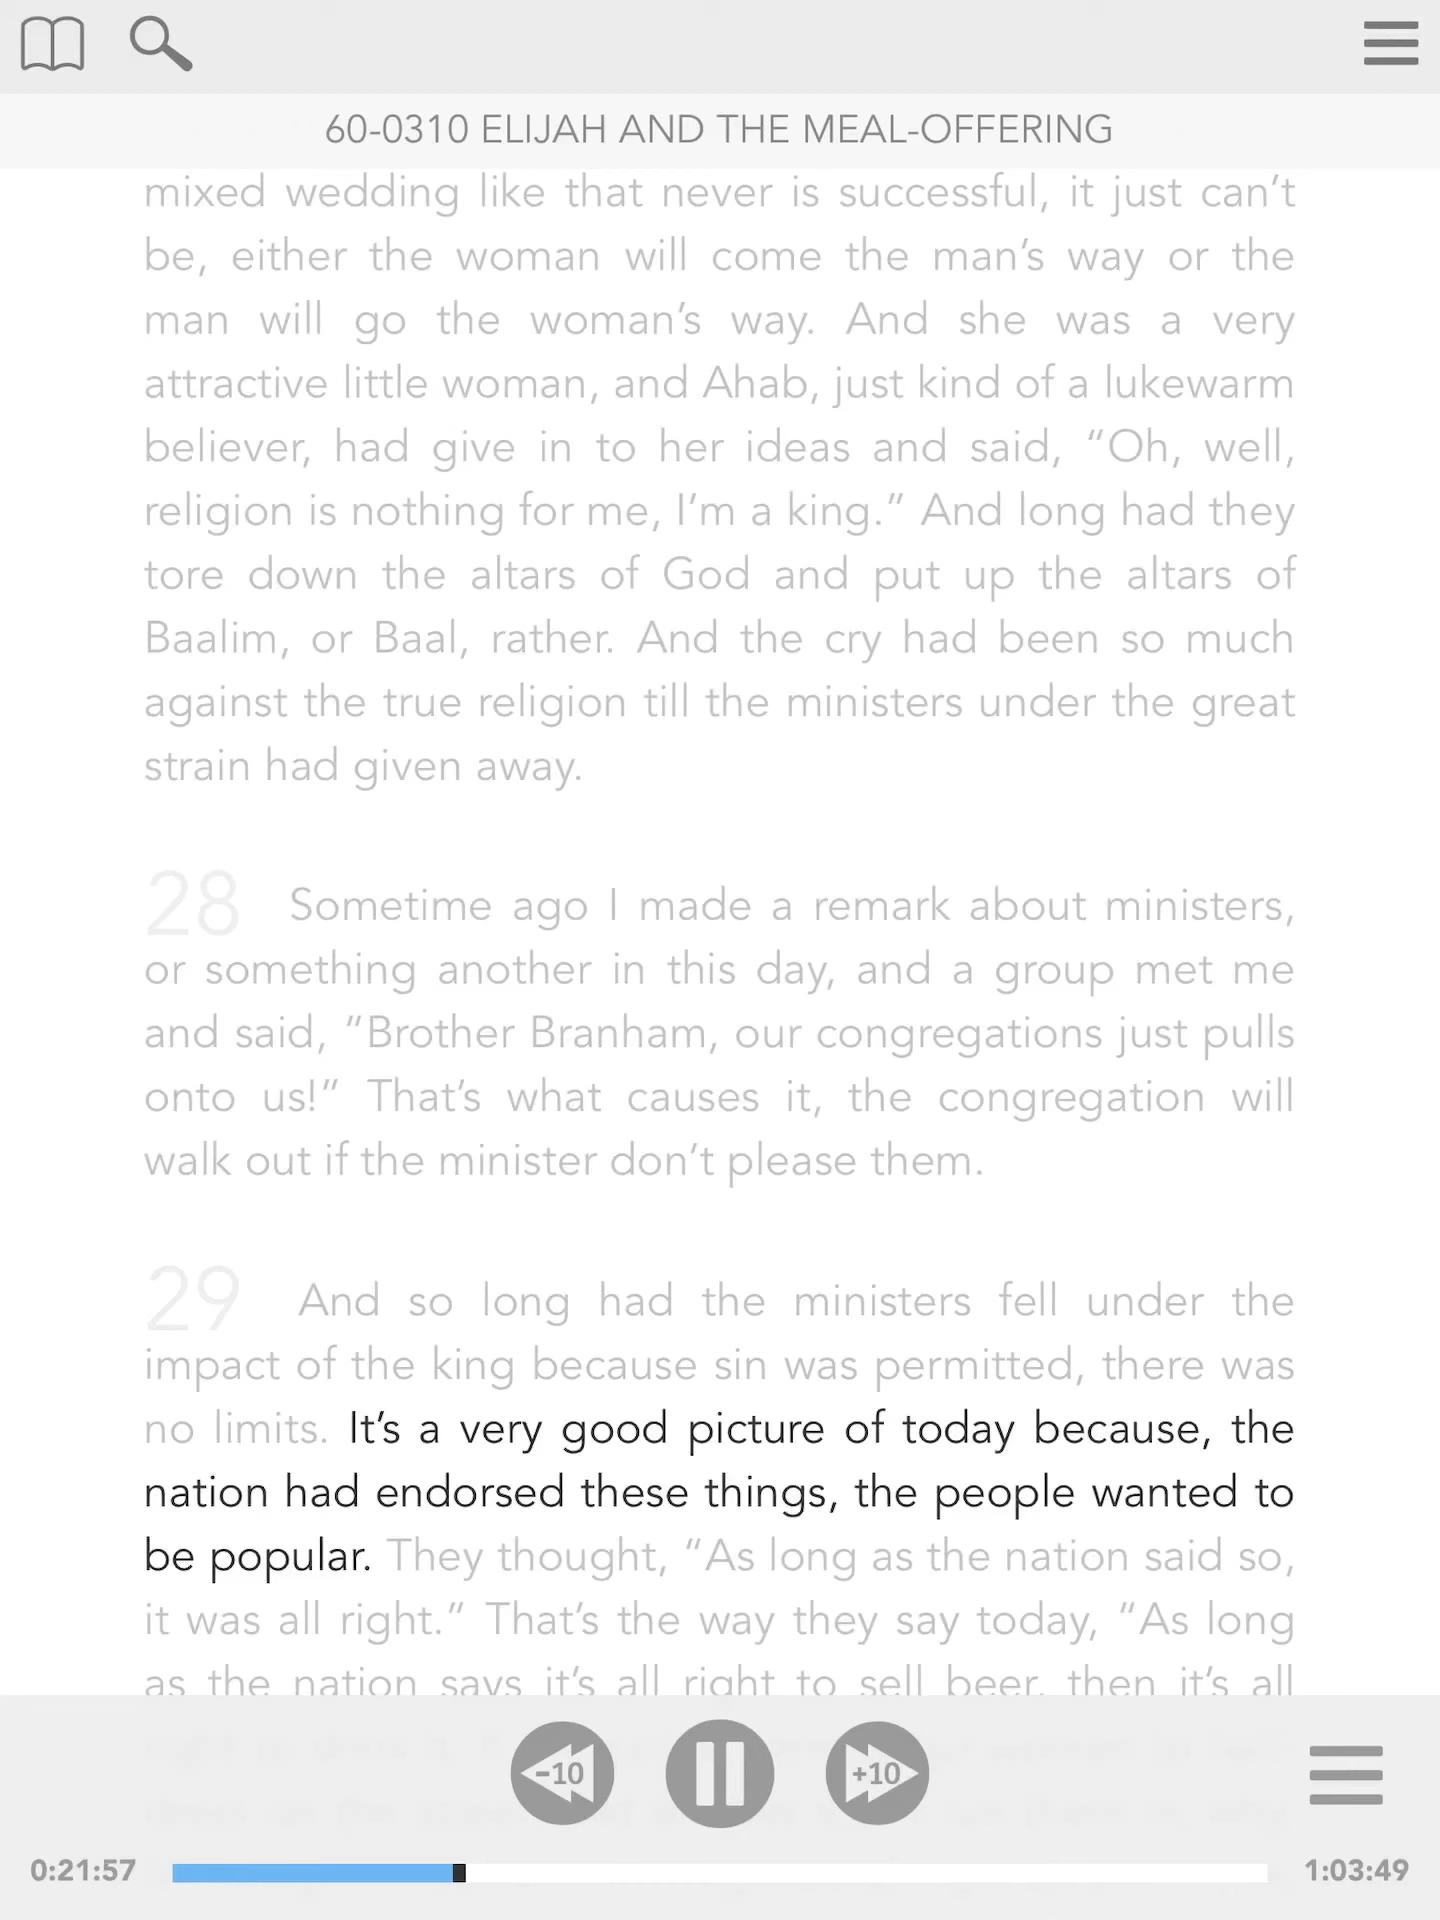 60-0310 ELIJAH AND THE MEAL-OFFERING
mixed wedding like that never is successful, it just can’t
be, either the woman will come the man’s way or the
man will go the woman’s way. And she was a very
attractive little woman, and Ahab, just kind of a lukewarm
believer, had give in to her ideas and said, “Oh, well,
religion is nothing for me, I’m a king.” And long had they
tore down the altars of God and put up the altars of
Baalim, or Baal, rather. And the cry had been so much
against the true religion till the ministers under the great
strain had given away.
28 Sometime ago I made a remark about ministers,
or something another in this day, and a group met me
and said, “Brother Branham, our congregations just pulls
onto us!” That’s what causes it, the congregation will
walk out if the minister don’t please them.
29 And so long had the ministers fell under the
impact of the king because sin was permitted, there was
no limits. It’s a very good picture of today because, the
nation had endorsed these things, the people wanted to
be popular. They thought, “As long as the nation said so,
it was all right.” That’s the way they say today, “As long
as the nation says it’s all right to sell beer, then it’s all
-10
+10
0:21:57
1:03:49